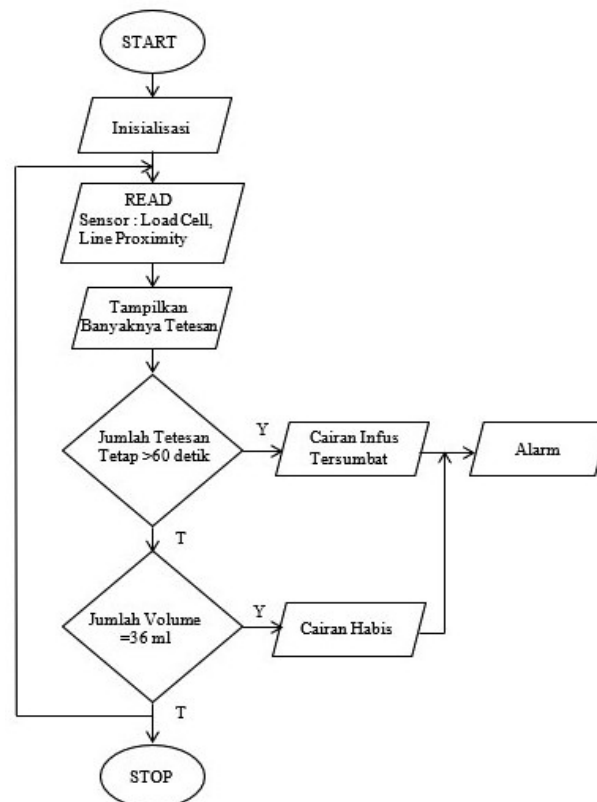 START
Inisialisasi
READ
Sensor : Load Cell,
Line Proximity
Tampilkan
Banyaknya Tetesan
Jumlah Tetesan
Tetap >60 detik
Y
Cairan Infus
Tersumbat
Alarm
T
Jumlah Volume
=36 ml
Y
Cairan Habis
T
STOP